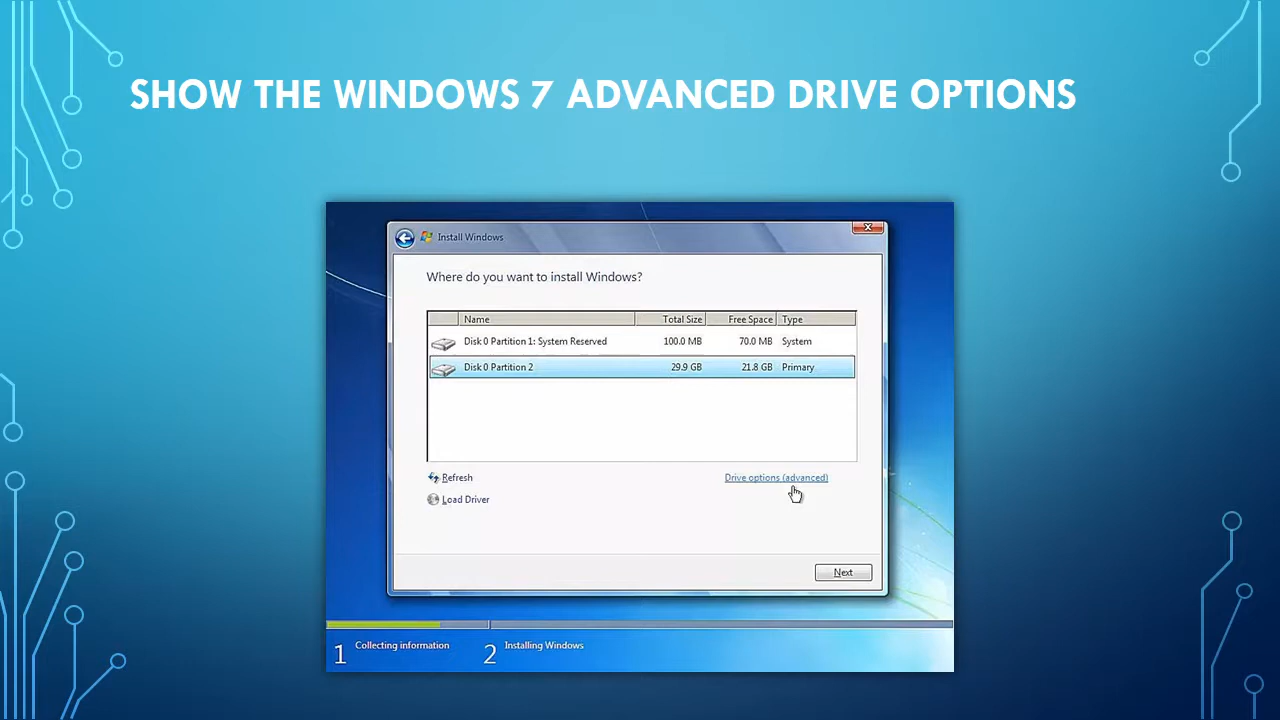 SHOW THE WINDOWS 7 ADVANCED DRIVE OPTIONS
Install Windows
Where do you want to install Windows?
Name Total Size Free Space Type
Disk 0 Partition 1: System Reserved 100.0 MB 70.0 MB System
Disk 0 Partition 2 29.9 GB 21.8 GB Primary
Refresh Drive options (advanced)
Load Driver
Next
1 Collecting information 2 Installing Windows